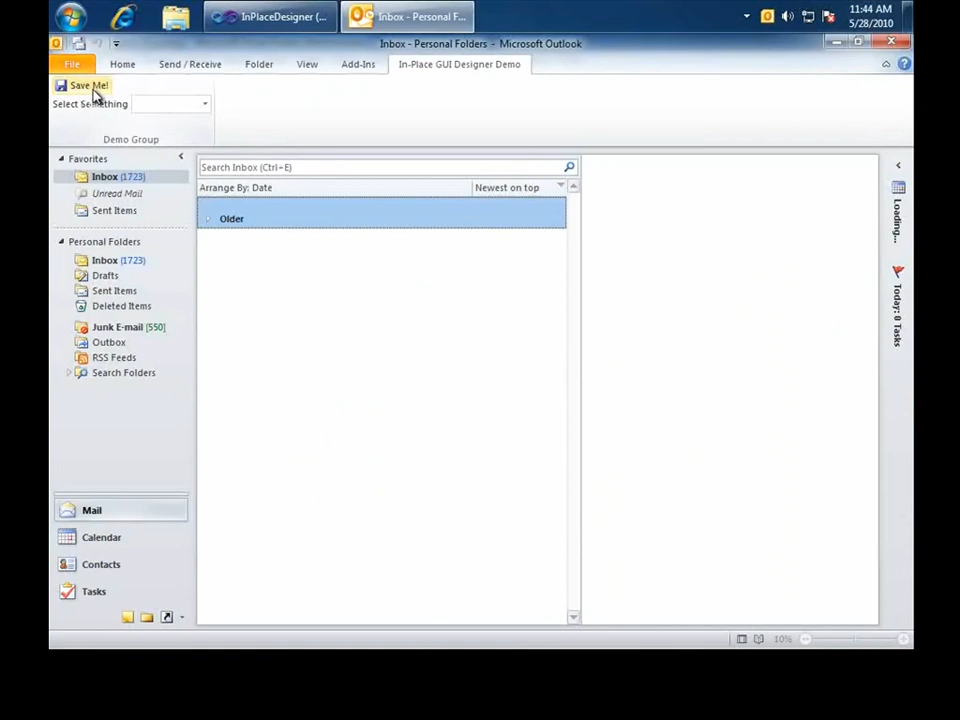 InPlaceDesigner (...
Inbox - Personal F...
11:44 AM
5/28/2010
Inbox - Personal Folders - Microsoft Outlook
File
Home
Send / Receive
Folder
View
Add-Ins
In-Place GUI Designer Demo
Save Me!
Select Something
Demo Group
Favorites
Inbox (1723)
Unread Mail
Sent Items
Personal Folders
Inbox (1723)
Drafts
Sent Items
Deleted Items
Junk E-mail [550]
Outbox
RSS Feeds
Search Folders
Mail
Calendar
Contacts
Tasks
Search Inbox (Ctrl+E)
Arrange By: Date
Newest on top
Older
Loading...
Today: 0 Tasks
10%